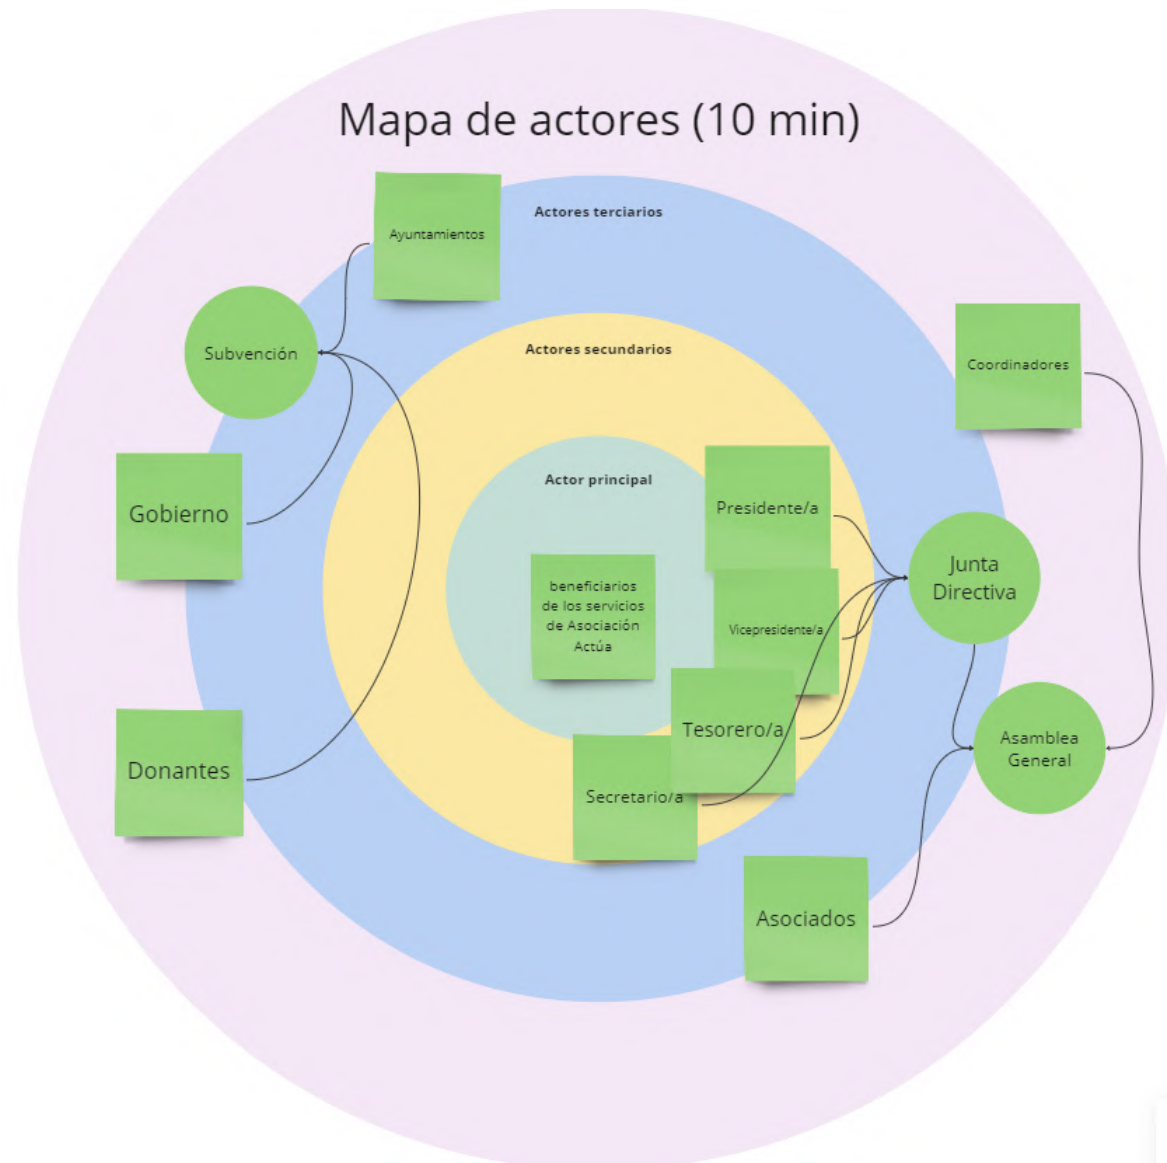 Mapa de actores (10 min)
Actores terciarios
Ayuntamientos
Subvención
Actores secundarios
Coordinadores
Actor principal
Gobierno
Presidente/a
beneficiarios
de los servicios
de Asociación
Actúa
Junta
Directiva
Vicepresidente/a
Tesorero/a
Donantes
Asamblea
General
Secretario/a
Asociados